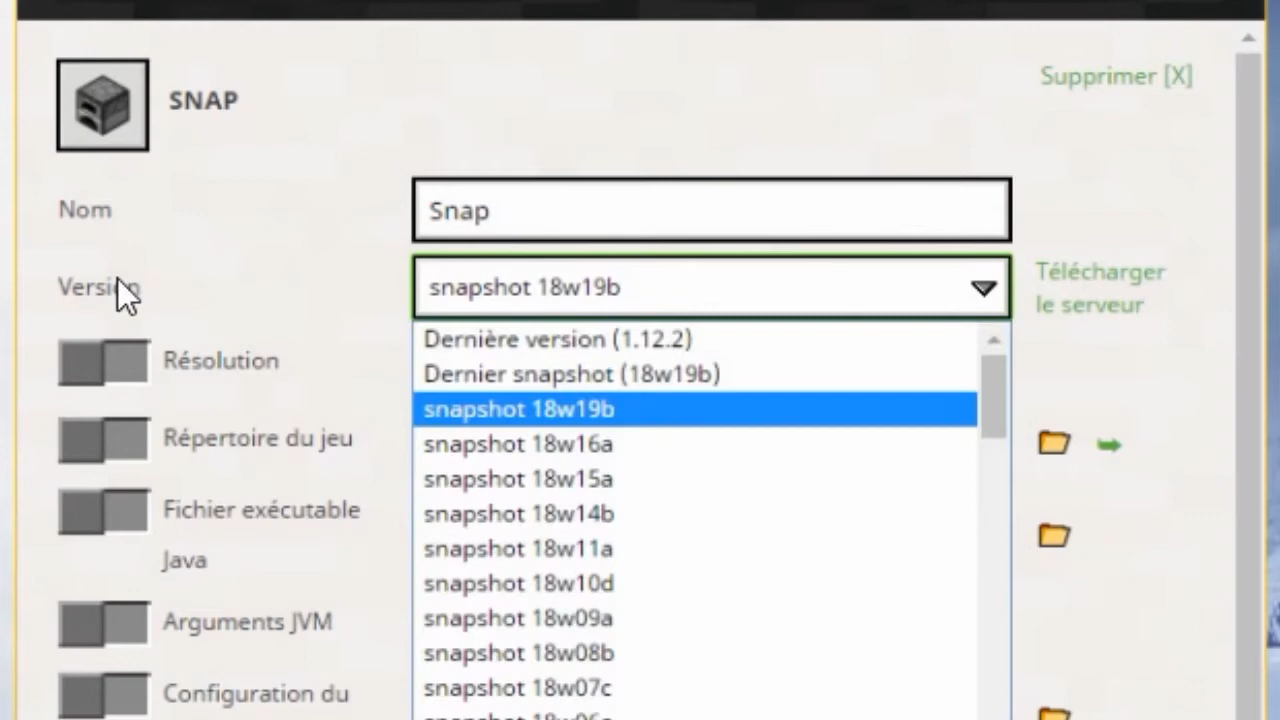 SNAP
Supprimer [X]
Nom
Snap
Version
snapshot 18w19b
Télécharger
le serveur
Dernière version (1.12.2)
Dernier snapshot (18w19b)
snapshot 18w19b
snapshot 18w16a
snapshot 18w15a
snapshot 18w14b
snapshot 18w11a
snapshot 18w10d
snapshot 18w09a
snapshot 18w08b
snapshot 18w07c
Résolution
Répertoire du jeu
Fichier exécutable
Java
Arguments JVM
Configuration du